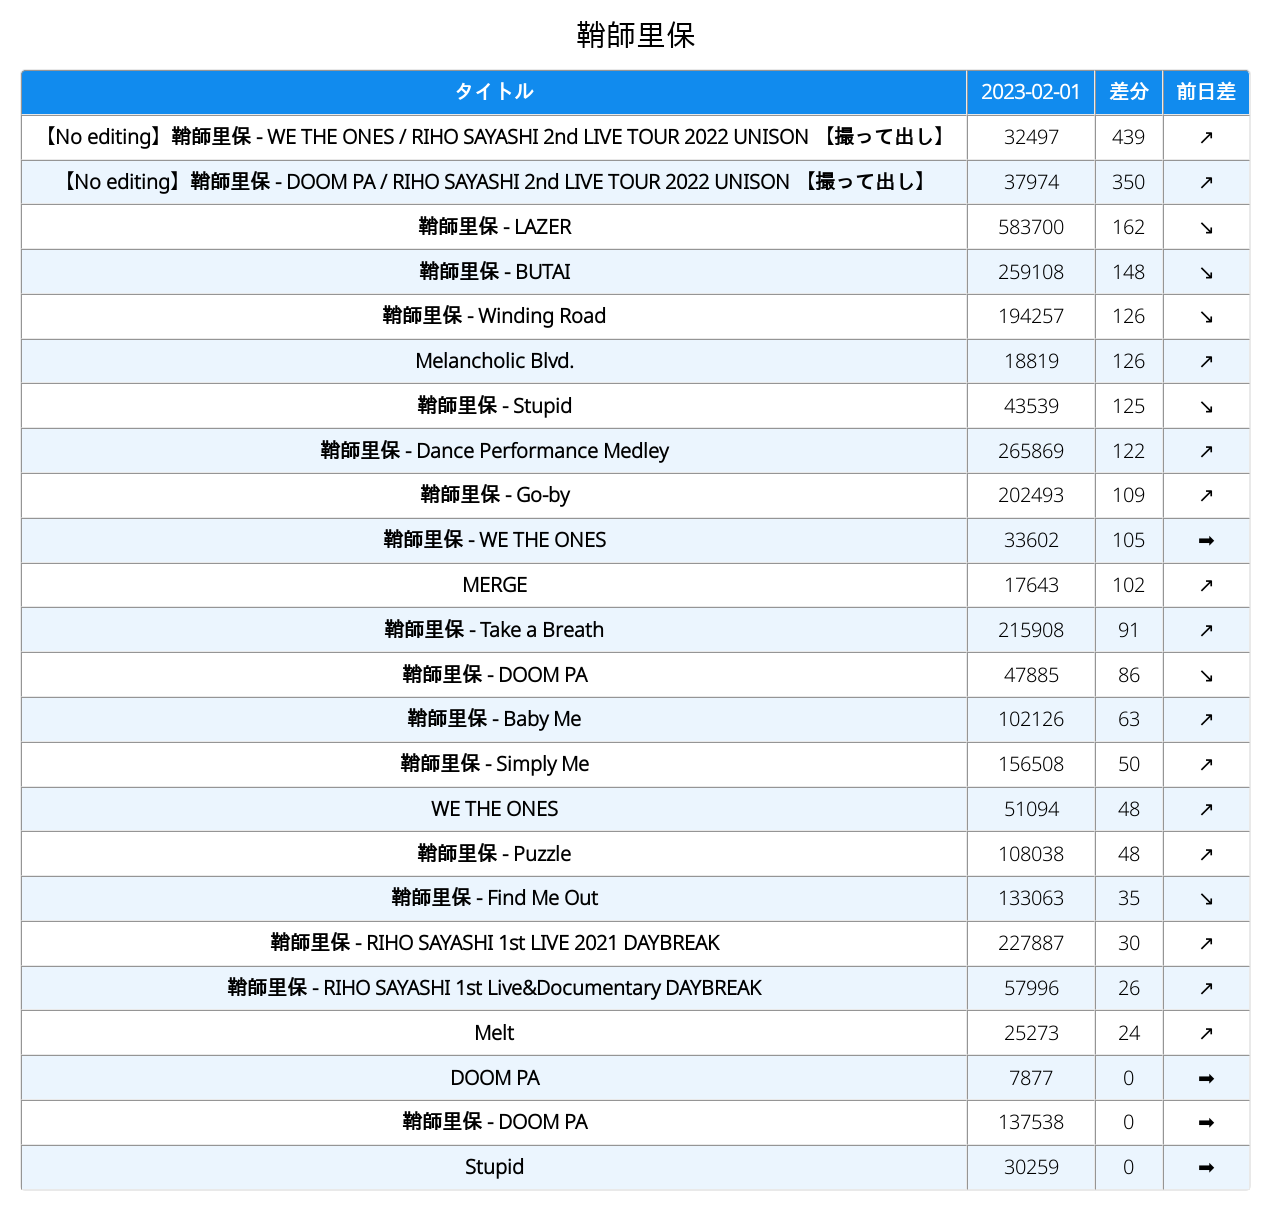 鞘師里保
タイトル 2023-02-01 差分 前日差
【No editing】鞘師里保 - WE THE ONES / RIHO SAYASHI 2nd LIVE TOUR 2022 UNISON 【撮って出し】 32497 439 ↗
【No editing】鞘師里保 - DOOM PA / RIHO SAYASHI 2nd LIVE TOUR 2022 UNISON 【撮って出し】 37974 350 ↗
鞘師里保 - LAZER 583700 162 ↘
鞘師里保 - BUTAI 259108 148 ↘
鞘師里保 - Winding Road 194257 126 ↘
Melancholic Blvd. 18819 126 ↗
鞘師里保 - Stupid 43539 125 ↘
鞘師里保 - Dance Performance Medley 265869 122 ↗
鞘師里保 - Go-by 202493 109 ↗
鞘師里保 - WE THE ONES 33602 105 ➡
MERGE 17643 102 ↗
鞘師里保 - Take a Breath 215908 91 ↗
鞘師里保 - DOOM PA 47885 86 ↘
鞘師里保 - Baby Me 102126 63 ↗
鞘師里保 - Simply Me 156508 50 ↗
WE THE ONES 51094 48 ↗
鞘師里保 - Puzzle 108038 48 ↗
鞘師里保 - Find Me Out 133063 35 ↘
鞘師里保 - RIHO SAYASHI 1st LIVE 2021 DAYBREAK 227887 30 ↗
鞘師里保 - RIHO SAYASHI 1st Live&Documentary DAYBREAK 57996 26 ↗
Melt 25273 24 ↗
DOOM PA 7877 0 ➡
鞘師里保 - DOOM PA 137538 0 ➡
Stupid 30259 0 ➡